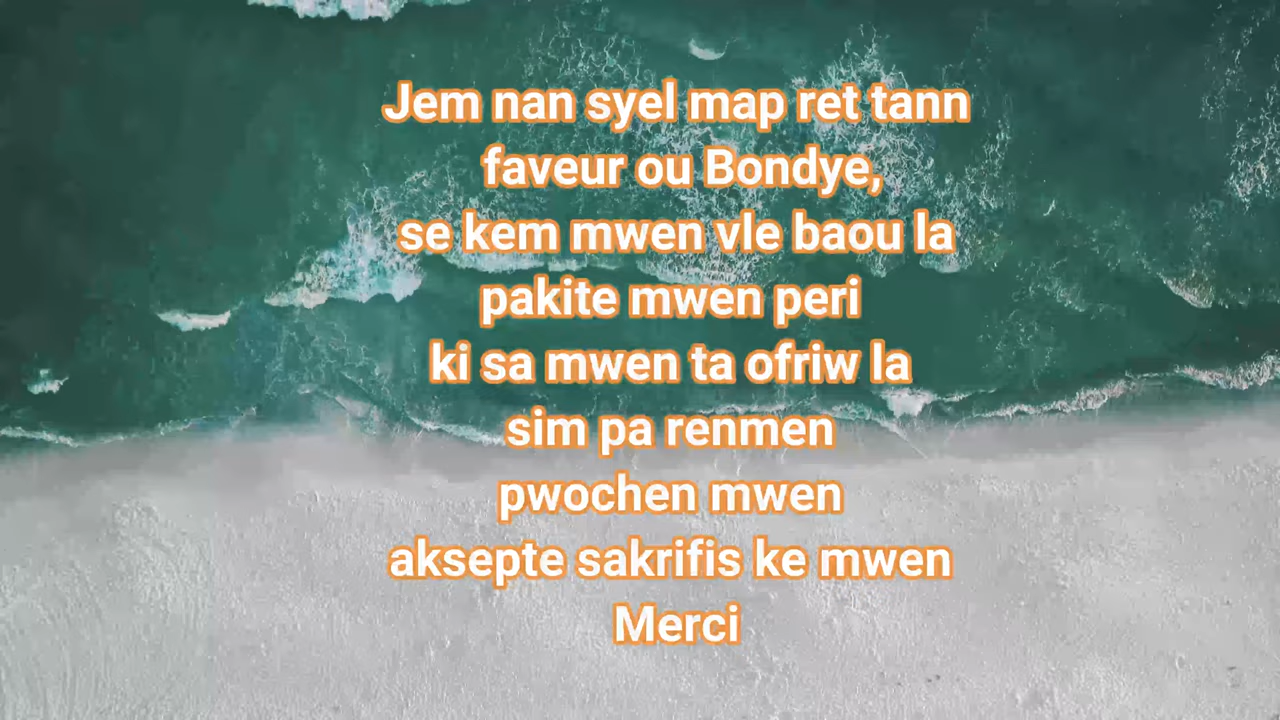 Jem nan syel map ret tann
faveur ou Bondye,
se kem mwen vle baou la
pakite mwen peri
ki sa mwen ta ofriw la
sim pa renmen
pwochen mwen
aksepte sakrifis ke mwen
Merci